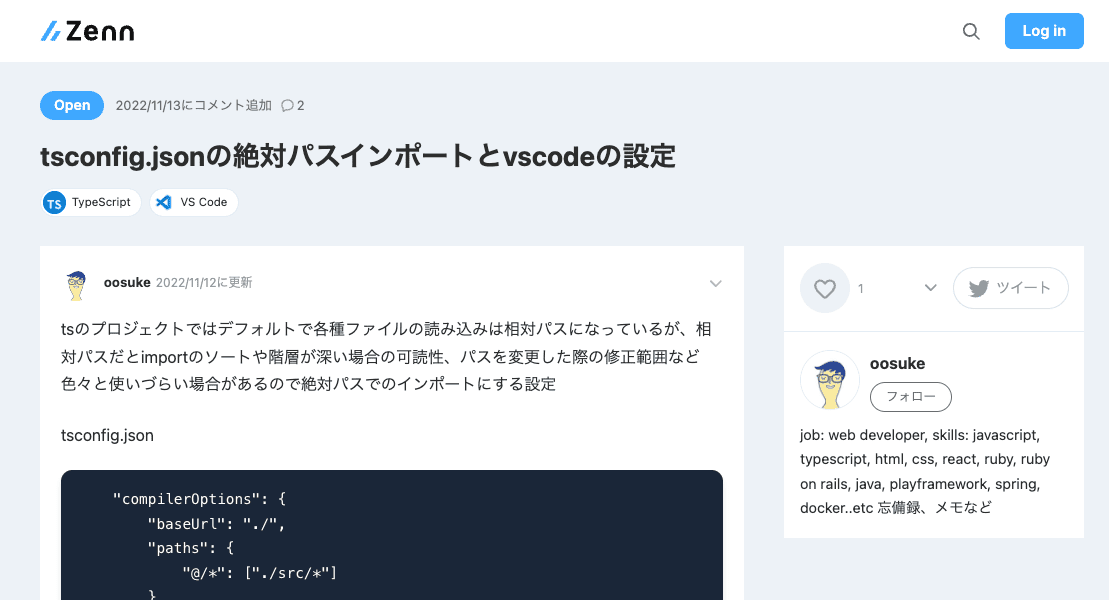 Zenn
Log in
Open 2022/11/13にコメント追加 2
tsconfig.jsonの絶対パスインポートとvscodeの設定
TS TypeScript VS Code
oosuke 2022/11/12に更新
tsのプロジェクトではデフォルトで各種ファイルの読み込みは相対パスになっているが、相
対パスだとimportのソートや階層が深い場合の可読性、パスを変更した際の修正範囲など
色々と使いづらい場合があるので絶対パスでのインポートにする設定
tsconfig.json
"compilerOptions": {
"baseUrl": "./",
"paths": {
"@/*": ["./src/*"]
}
1
ツイート
oosuke
フォロー
job: web developer, skills: javascript,
typescript, html, css, react, ruby, ruby
on rails, java, playframework, spring,
docker..etc 忘備録、メモなど